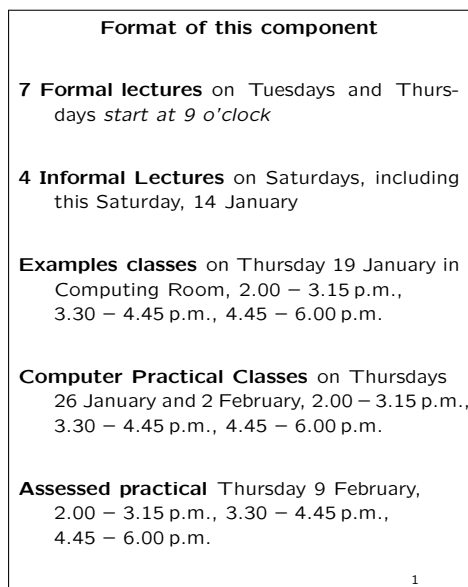 Format of this component
7 Formal lectures on Tuesdays and Thurs-
days start at 9 o'clock
4 Informal Lectures on Saturdays, including
this Saturday, 14 January
Examples classes on Thursday 19 January in
Computing Room, 2.00 – 3.15 p.m.,
3.30 – 4.45 p.m., 4.45 – 6.00 p.m.
Computer Practical Classes on Thursdays
26 January and 2 February, 2.00 – 3.15 p.m.,
3.30 – 4.45 p.m., 4.45 – 6.00 p.m.
Assessed practical Thursday 9 February,
2.00 – 3.15 p.m., 3.30 – 4.45 p.m.,
4.45 – 6.00 p.m.
1